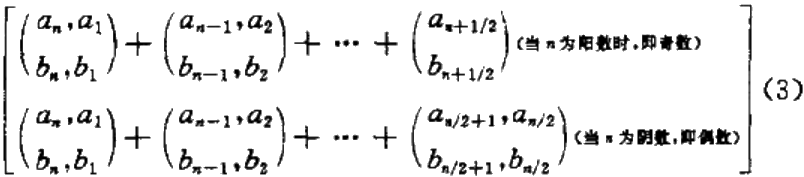 a_n, a_1  a_{n-1}, a_2  a_{n+1/2}
( ) + ( ) + ⋯ + ( ) (当 n 为阳数时,即奇数)
b_n, b_1  b_{n-1}, b_2  b_{n+1/2}
(3)
a_n, a_1  a_{n-1}, a_2  a_{n/2+1}, a_{n/2}
( ) + ( ) + ⋯ + ( ) (当 n 为阴数,即偶数)
b_n, b_1  b_{n-1}, b_2  b_{n/2+1}, b_{n/2}